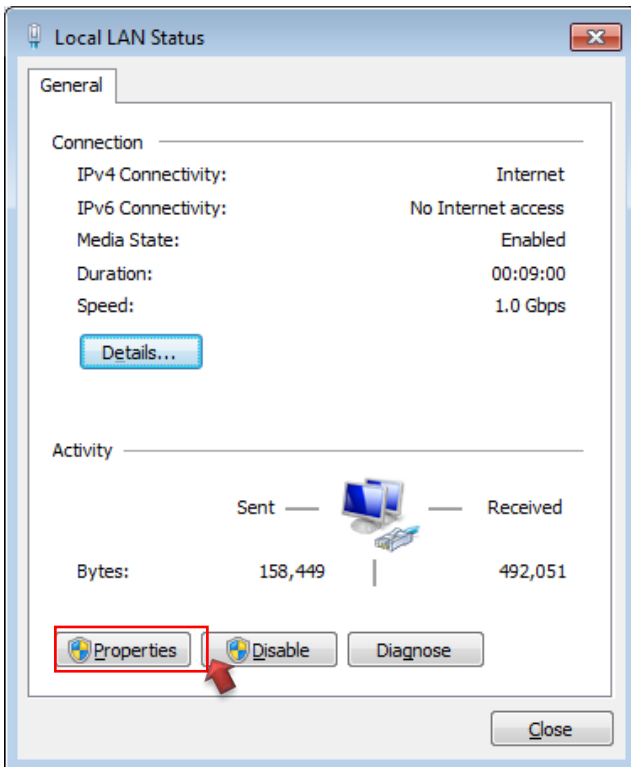 Local LAN Status
General
Connection
IPv4 Connectivity: Internet
IPv6 Connectivity: No Internet access
Media State: Enabled
Duration: 00:09:00
Speed: 1.0 Gbps
Details...
Activity
Sent Received
Bytes: 158,449 492,051
Properties Disable Diagnose
Close